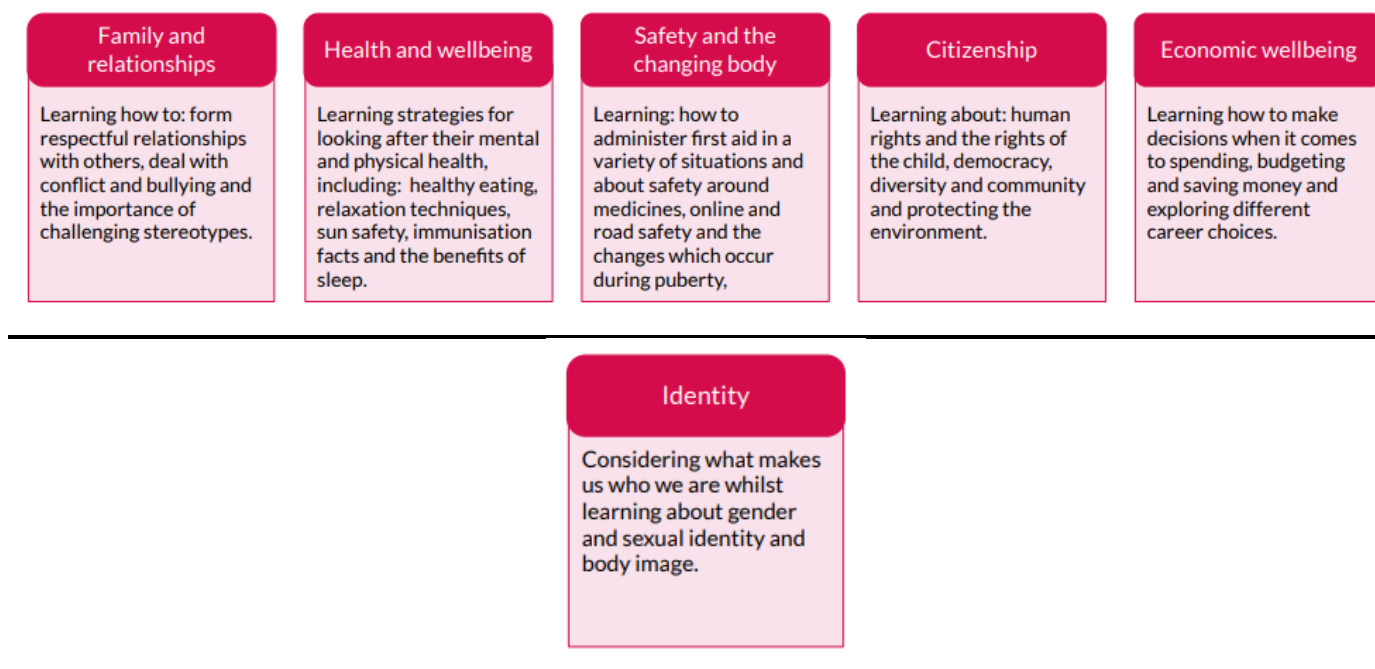 Family and
relationships
Learning how to: form
respectful relationships
with others, deal with
conflict and bullying and
the importance of
challenging stereotypes.
Health and wellbeing
Learning strategies for
looking after their mental
and physical health,
including: healthy eating,
relaxation techniques,
sun safety, immunisation
facts and the benefits of
sleep.
Safety and the
changing body
Learning: how to
administer first aid in a
variety of situations and
about safety around
medicines, online and
road safety and the
changes which occur
during puberty,
Citizenship
Learning about: human
rights and the rights of
the child, democracy,
diversity and community
and protecting the
environment.
Economic wellbeing
Learning how to make
decisions when it comes
to spending, budgeting
and saving money and
exploring different
career choices.
Identity
Considering what makes
us who we are whilst
learning about gender
and sexual identity and
body image.